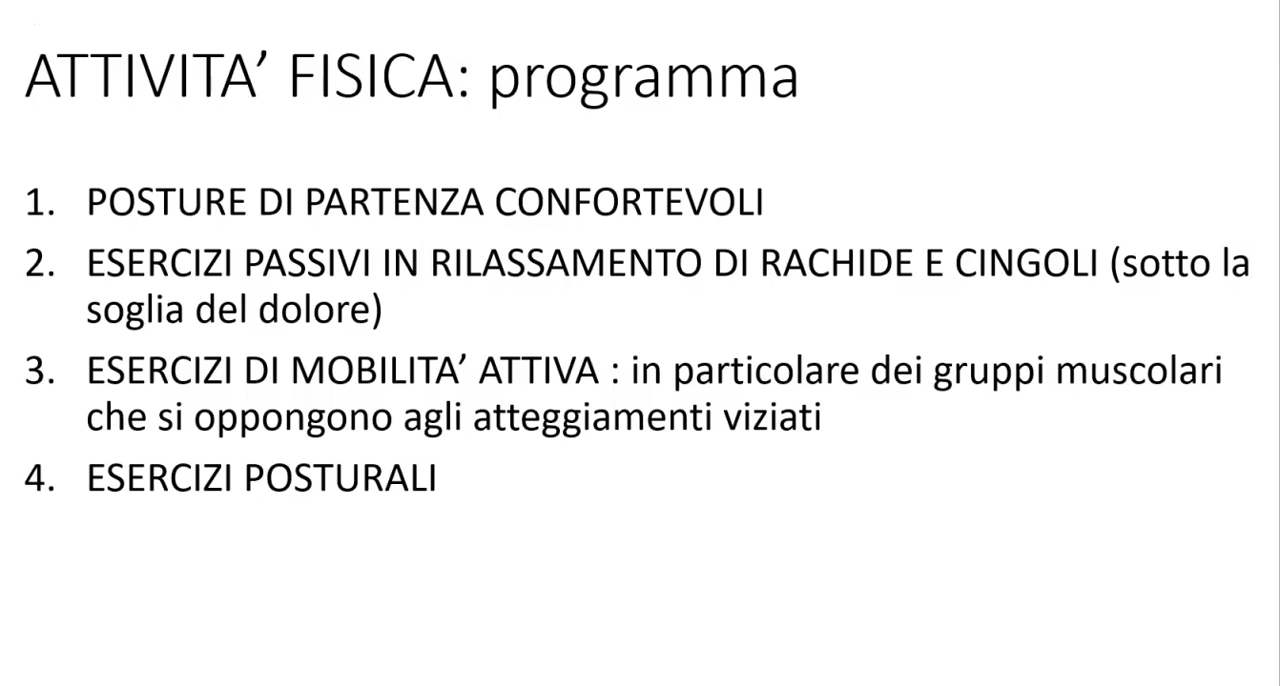 ATTIVITA’ FISICA: programma
1. POSTURE DI PARTENZA CONFORTEVOLI
2. ESERCIZI PASSIVI IN RILASSAMENTO DI RACHIDE E CINGOLI (sotto la
soglia del dolore)
3. ESERCIZI DI MOBILITA’ ATTIVA : in particolare dei gruppi muscolari
che si oppongono agli atteggiamenti viziati
4. ESERCIZI POSTURALI